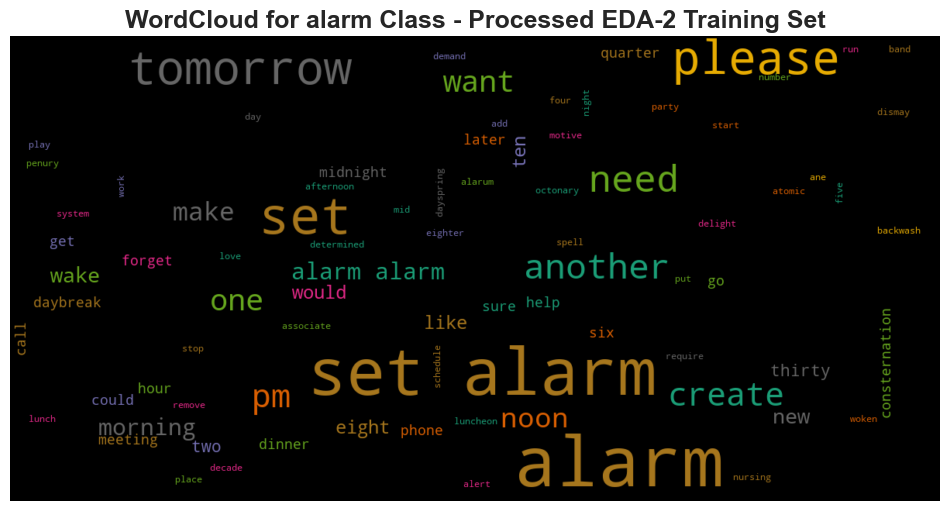 WordCloud for alarm Class - Processed EDA-2 Training Set
tomorrow
demand
want
quarter
please
run
band
number
day
add
four
night
party
dismay
start
play
later
ten
motive
penury
midnight
afternoon
work
dayspring
alarum
octonary
need
atomic
ane
five
system
make
set
mid
eighter
delight
backwash
get
determined
spell
wake
forget
love
alarm alarm
another
put
go
daybreak
one
would
sure
help
call
associate
like
six
consternation
stop
set alarm
schedule
require
thirty
hour
could
remove
pm
create
lunch
morning
meeting
two
dinner
eight
phone
luncheon
noon
new
woken
decade
place
alert
alarm
nursing